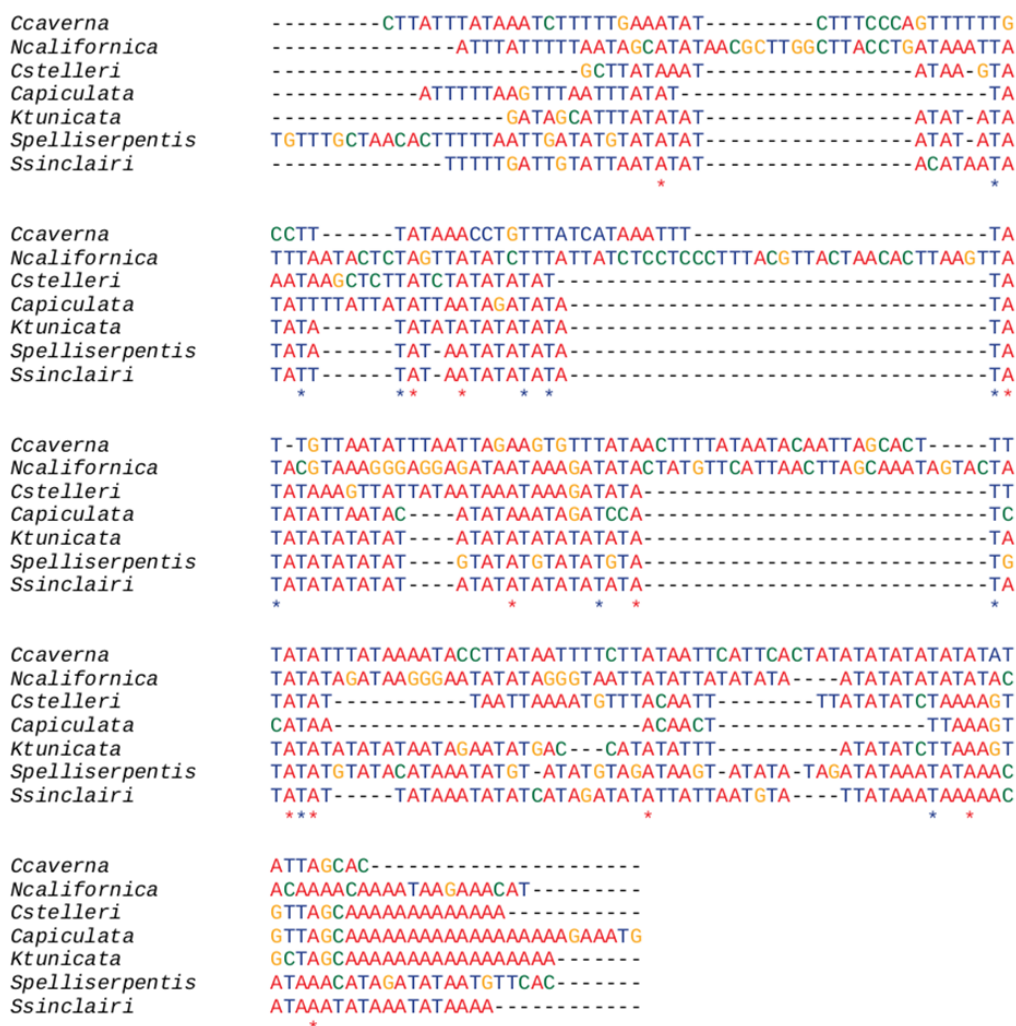 Ccaverna ---------CTTATTTATAAATCTTTTTGAAATAT---------CTTTCCCAGTTTTTTG
Ncalifornica ---------------ATTTATTTTTAATAGCATATAACGCTTGGCTTACCTGATAAATTA
Cstelleri -------------------------GCTTATAAAT-----------------ATAA-GTA
Capiculata ------------ATTTTTAAGTTTAATTTATAT-------------------------TA
Ktunicata -------------------GATAGCATTTATATAT-----------------ATAT-ATA
Spelliserpentis TGTTTGCTAACACTTTTTAATTGATATGTATATAT-----------------ATAT-ATA
Ssinclairi --------------TTTTTGATTGTATTAATATAT-----------------ACATAATA
* *
Ccaverna CCTT------TATAAACCTGTTTATCATAAATTT------------------------TA
Ncalifornica TTTAATACTCTAGTTATATCTTTATTATCTCCTCCCTTTACGTTACTAACACTTAAGTTA
Cstelleri AATAAGCTCTTATCTATATATAT-----------------------------------TA
Capiculata TATTTTATTATATTAATAGATATA----------------------------------TA
Ktunicata TATA------TATATATATATATA----------------------------------TA
Spelliserpentis TATA------TAT-AATATATATA----------------------------------TA
Ssinclairi TATT------TAT-AATATATATA----------------------------------TA
* ** * * * **
Ccaverna T-TGTTAATATTTAATTAGAAGTGTTTATAACTTTTATAATACAATTAGCACT-----TT
Ncalifornica TACGTAAAGGGAGGAGATAATAAAGATATACTATGTTCATTAACTTAGCAAATAGTACTA
Cstelleri TATAAAGTTATTATAATAAATAAAGATATA----------------------------TT
Capiculata TATATTAATAC----ATATAAATAGATCCA----------------------------TC
Ktunicata TATATATATAT----ATATATATATATATA----------------------------TA
Spelliserpentis TATATATATAT----GTATATGTATATGTA----------------------------TG
Ssinclairi TATATATATAT----ATATATATATATATA----------------------------TA
* * * * *
Ccaverna TATATTTATAAAATACCTTATAATTTTCTTATAATTCATTCACTATATATATATATATAT
Ncalifornica TATATAGATAAGGGAATATATAGGGTAATTATATTATATATA----ATATATATATATAC
Cstelleri TATAT-----------TAATTAAAATGTTTACAATT--------TTATATATCTAAAAGT
Capiculata CATAA-------------------------ACAACT-----------------TTAAAGT
Ktunicata TATATATATATAATAGAATATGAC---CATATATTT----------ATATATCTTAAAGT
Spelliserpentis TATATGTATACATAAATATGT-ATATGTAGATAAGT-ATATA-TAGATATAAATATAAAC
Ssinclairi TATAT-----TATAAATATATCATAGATATATTATTAATGTA----TTATAAATAAAAAC
*** * * *
Ccaverna ATTAGCAC----------------------
Ncalifornica ACAAAACAAAATAAGAAACAT---------
Cstelleri GTTAGCAAAAAAAAAAAAA-----------
Capiculata GTTAGCAAAAAAAAAAAAAAAAAAGAAATG
Ktunicata GCTAGCAAAAAAAAAAAAAAAAA-------
Spelliserpentis ATAAACATAGATATAATGTTCAC-------
Ssinclairi ATAAATATAAATATAAAA------------
*